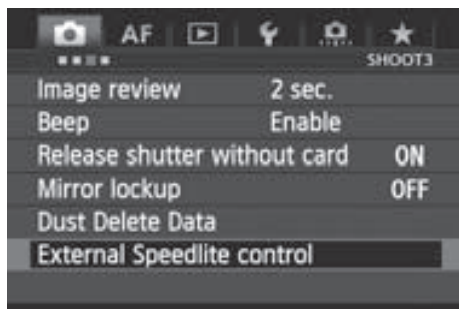 AF
SHOOT3
Image review 2 sec.
Beep Enable
Release shutter without card ON
Mirror lockup OFF
Dust Delete Data
External Speedlite control